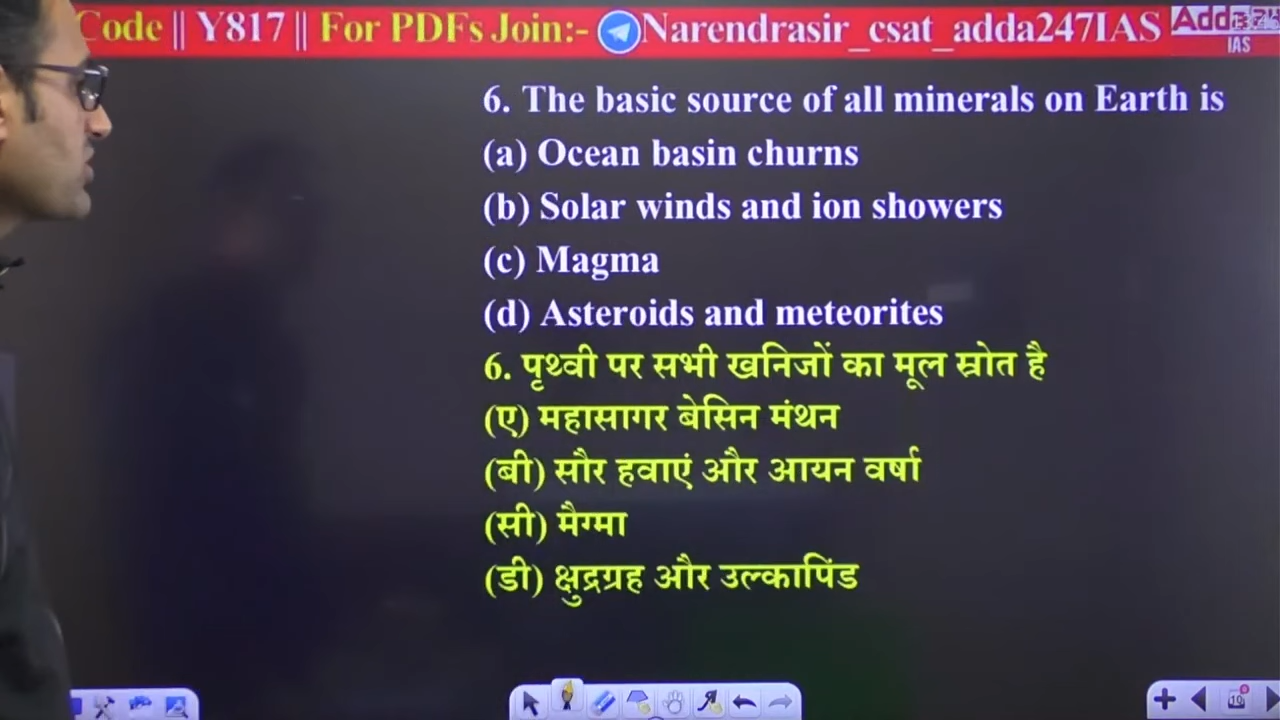 Code || Y817 || For PDFs Join:- Narendrasir_csat_adda247IAS
IAS
6. The basic source of all minerals on Earth is
(a) Ocean basin churns
(b) Solar winds and ion showers
(c) Magma
(d) Asteroids and meteorites
6. पृथ्वी पर सभी खनिजों का मूल स्रोत है
(ए) महासागर बेसिन मंथन
(बी) सौर हवाएं और आयन वर्षा
(सी) मैग्मा
(डी) क्षुद्रग्रह और उल्कापिंड